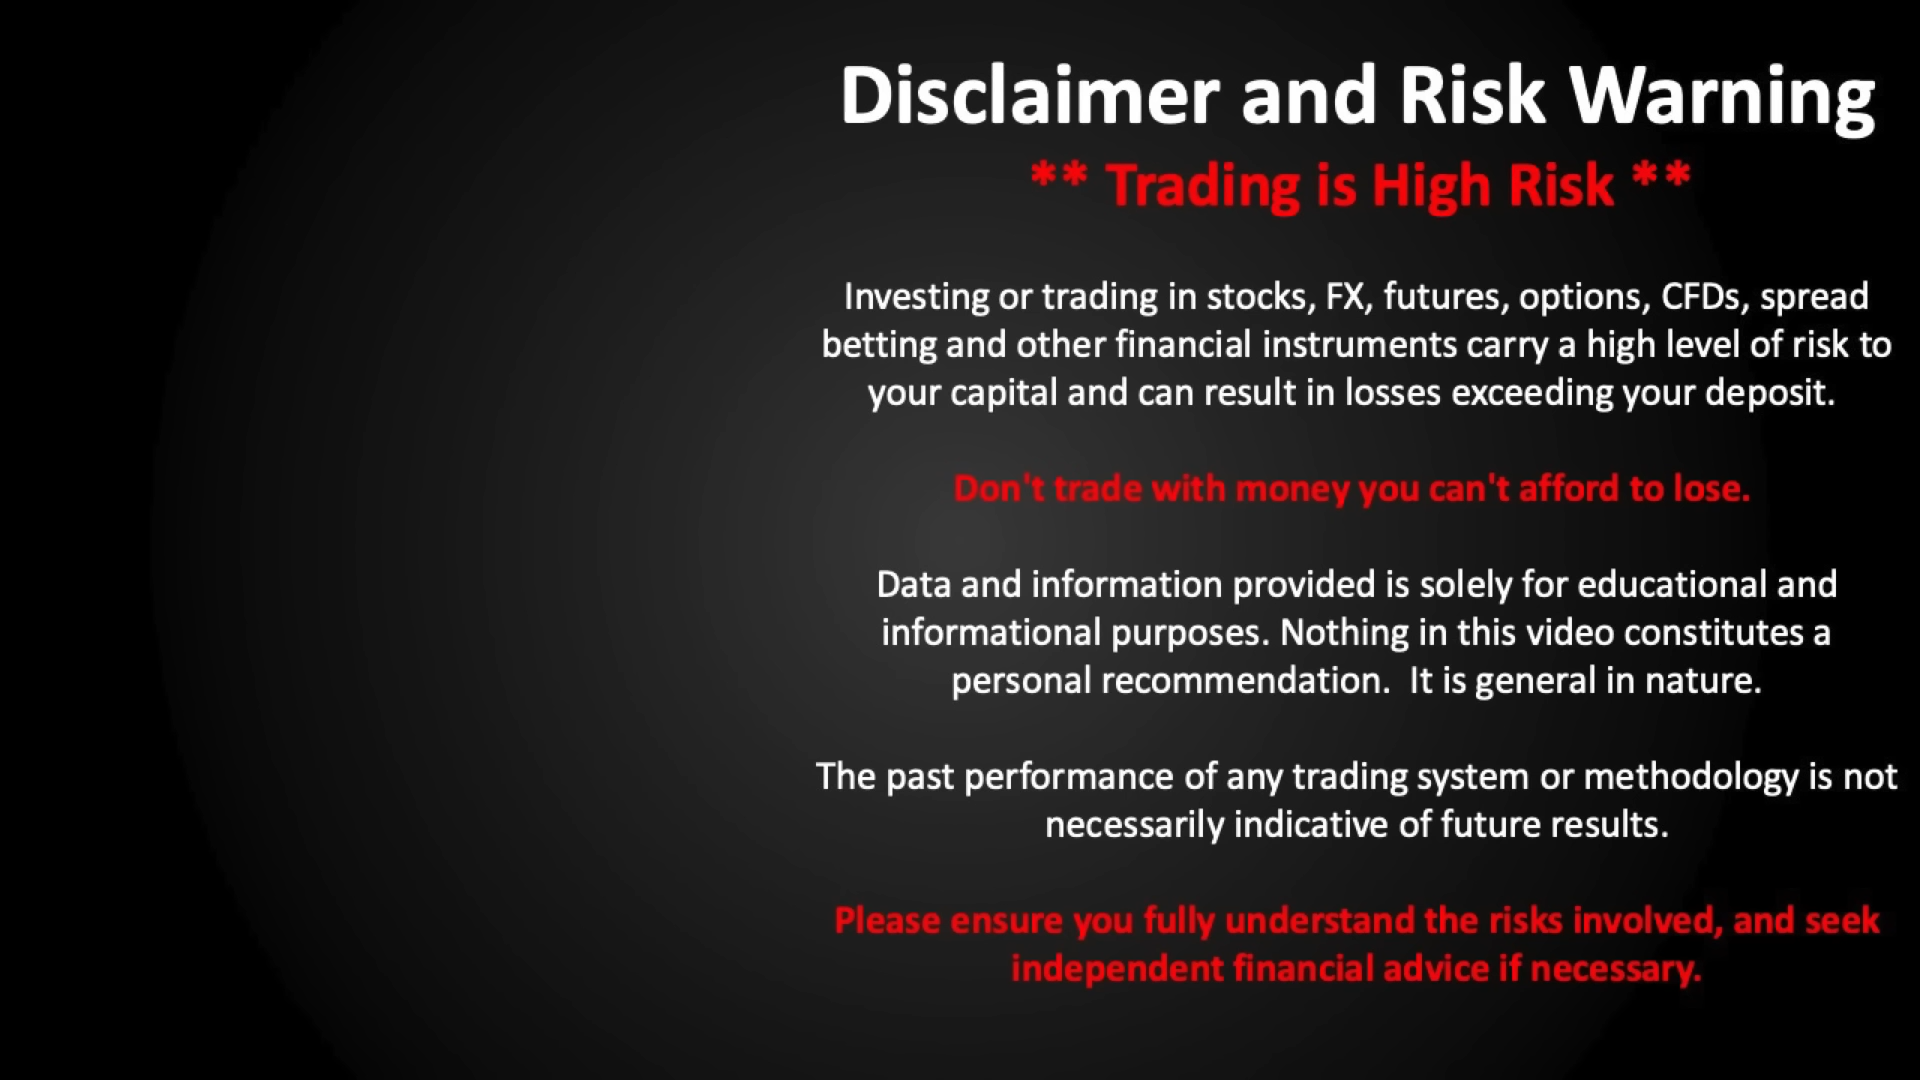 Disclaimer and Risk Warning
** Trading is High Risk **
Investing or trading in stocks, FX, futures, options, CFDs, spread
betting and other financial instruments carry a high level of risk to
your capital and can result in losses exceeding your deposit.
Don't trade with money you can't afford to lose.
Data and information provided is solely for educational and
informational purposes. Nothing in this video constitutes a
personal recommendation.  It is general in nature.
The past performance of any trading system or methodology is not
necessarily indicative of future results.
Please ensure you fully understand the risks involved, and seek
independent financial advice if necessary.